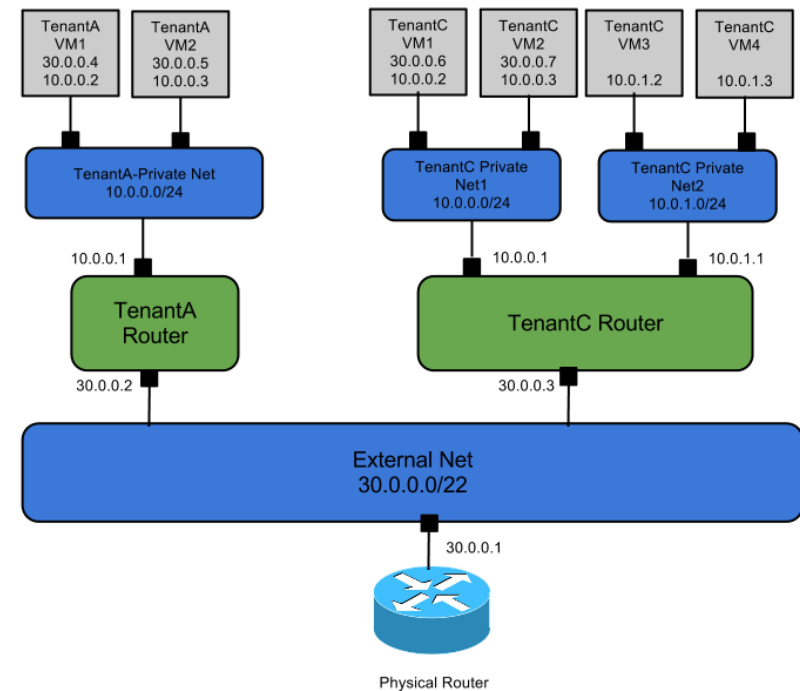 TenantA
VM1
30.0.0.4
10.0.0.2
TenantA
VM2
30.0.0.5
10.0.0.3
TenantC
VM1
30.0.0.6
10.0.0.2
TenantC
VM2
30.0.0.7
10.0.0.3
TenantC
VM3
10.0.1.2
TenantC
VM4
10.0.1.3
TenantA-Private Net
10.0.0.0/24
TenantC Private
Net1
10.0.0.0/24
TenantC Private
Net2
10.0.1.0/24
10.0.0.1
10.0.0.1
10.0.1.1
TenantA
Router
TenantC Router
30.0.0.2
30.0.0.3
External Net
30.0.0.0/22
30.0.0.1
Physical Router